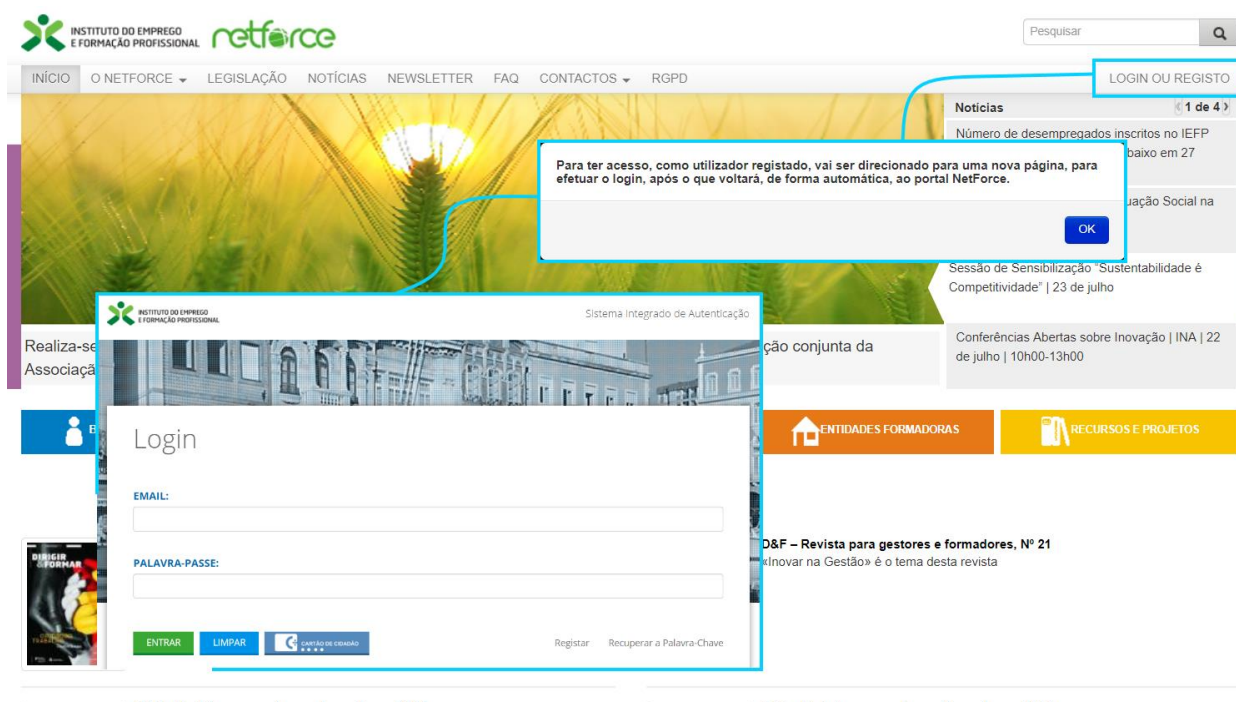 INSTITUTO DO EMPREGO
E FORMAÇÃO PROFISSIONAL
netforce
Pesquisar
INÍCIO O NETFORCE LEGISLAÇÃO NOTÍCIAS NEWSLETTER FAQ CONTACTOS RGPD LOGIN OU REGISTO
Notícias 1 de 4
Número de desempregados inscritos no IEFP
baixo em 27
uação Social na
Para ter acesso, como utilizador registado, vai ser direcionado para uma nova página, para
efetuar o login, após o que voltará, de forma automática, ao portal NetForce.
OK
Sessão de Sensibilização "Sustentabilidade é
Competitividade" | 23 de julho
Conferências Abertas sobre Inovação | INA | 22
de julho | 10h00-13h00
Realiza-se
Associaçã
ção conjunta da
INSTITUTO DO EMPREGO
E FORMAÇÃO PROFISSIONAL
Sistema Integrado de Autenticação
Login
EMAIL:
PALAVRA-PASSE:
ENTRAR LIMPAR CARTÃO DE CIDADÃO Registar Recuperar a Palavra-Chave
ENTIDADES FORMADORAS
RECURSOS E PROJETOS
DIRIGIR
&FORMAR
D&F – Revista para gestores e formadores, Nº 21
«Inovar na Gestão» é o tema desta revista